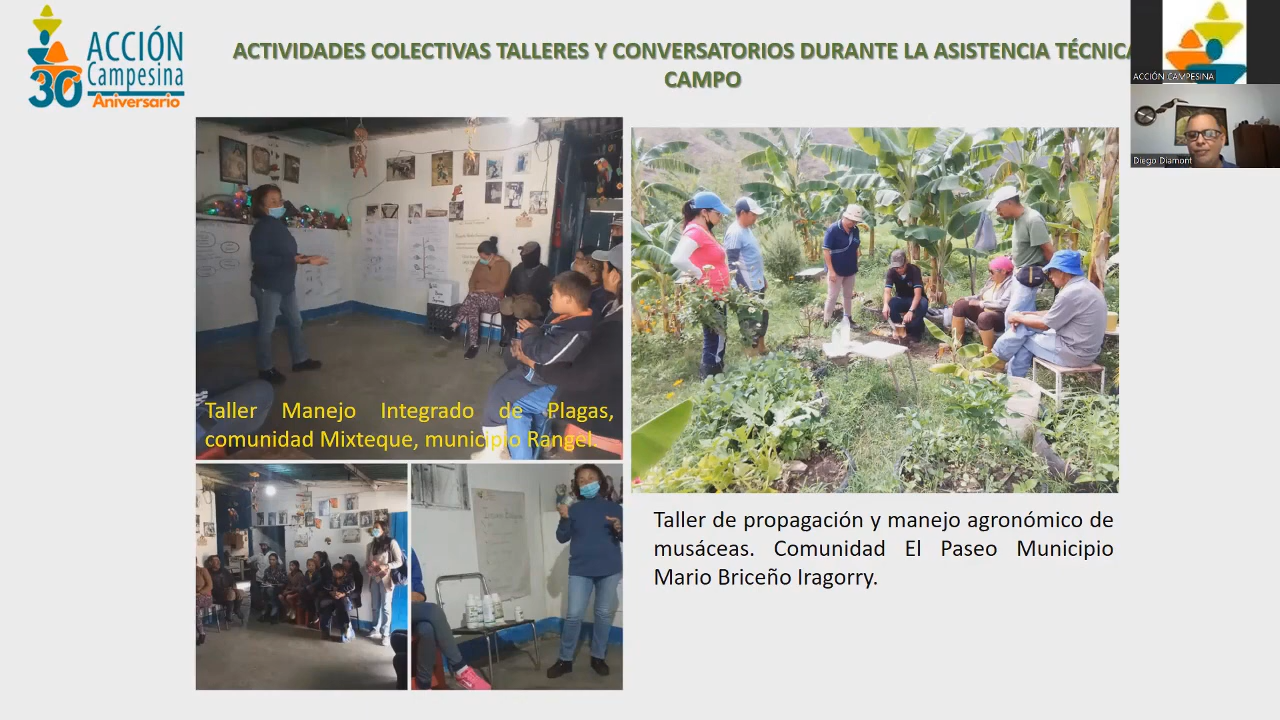 ACCIÓN
Campesina
30
Aniversario
ACTIVIDADES COLECTIVAS TALLERES Y CONVERSATORIOS DURANTE LA ASISTENCIA TÉCNICA
CAMPO
ACCIÓN CAMPESINA
Diego Diamont
Taller Manejo Integrado de Plagas,
comunidad Mixteque, municipio Rangel.
Taller de propagación y manejo agronómico de
musáceas. Comunidad El Paseo Municipio
Mario Briceño Iragorry.